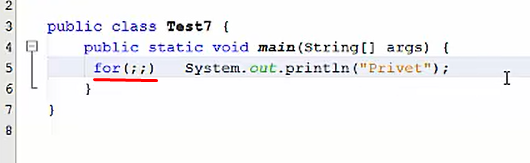 2
3 public class Test7 {
4 public static void main(String[] args) {
5 for(;;) System.out.println("Privet");
6 }
7 }
8